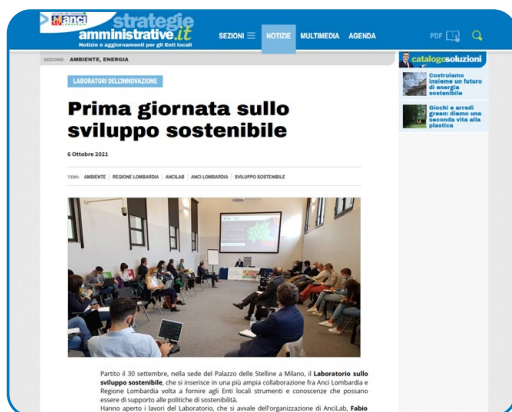 anci
strategie
amministrative.it
Notizie e aggiornamenti per gli Enti locali
SEZIONI
NOTIZIE
MULTIMEDIA
AGENDA
PDF
SEZIONE: AMBIENTE, ENERGIA
LABORATORI DELL'INNOVAZIONE
Prima giornata sullo
sviluppo sostenibile
6 Ottobre 2021
TEMI: AMBIENTE REGIONE LOMBARDIA ANCILAB ANCI LOMBARDIA SVILUPPO SOSTENIBILE
Partito il 30 settembre, nella sede del Palazzo delle Stelline a Milano, il Laboratorio sullo
sviluppo sostenibile, che si inserisce in una più ampia collaborazione fra Anci Lombardia e
Regione Lombardia volta a fornire agli Enti locali strumenti e conoscenze che possano
essere di supporto alle politiche di sostenibilità.
Hanno aperto i lavori del Laboratorio, che si avvale dell'organizzazione di AnciLab, Fabio
catalogosoluzioni
Costruiamo
insieme un futuro
di energia
sostenibile
Giochi e arredi
green: diamo una
seconda vita alla
plastica